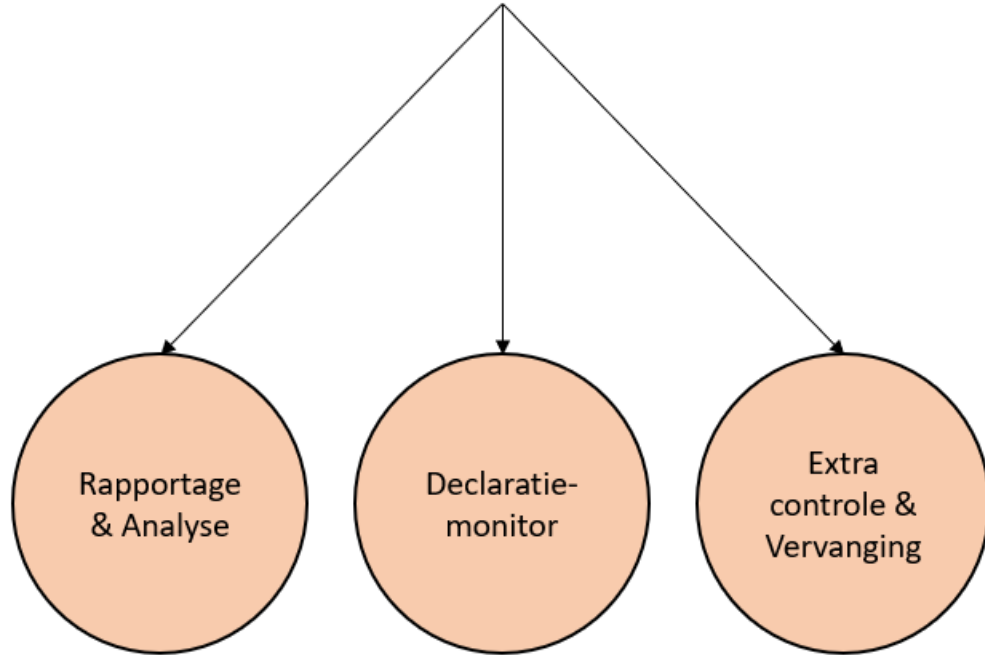 Rapportage
& Analyse
Declaratie-
monitor
Extra
controle &
Vervanging